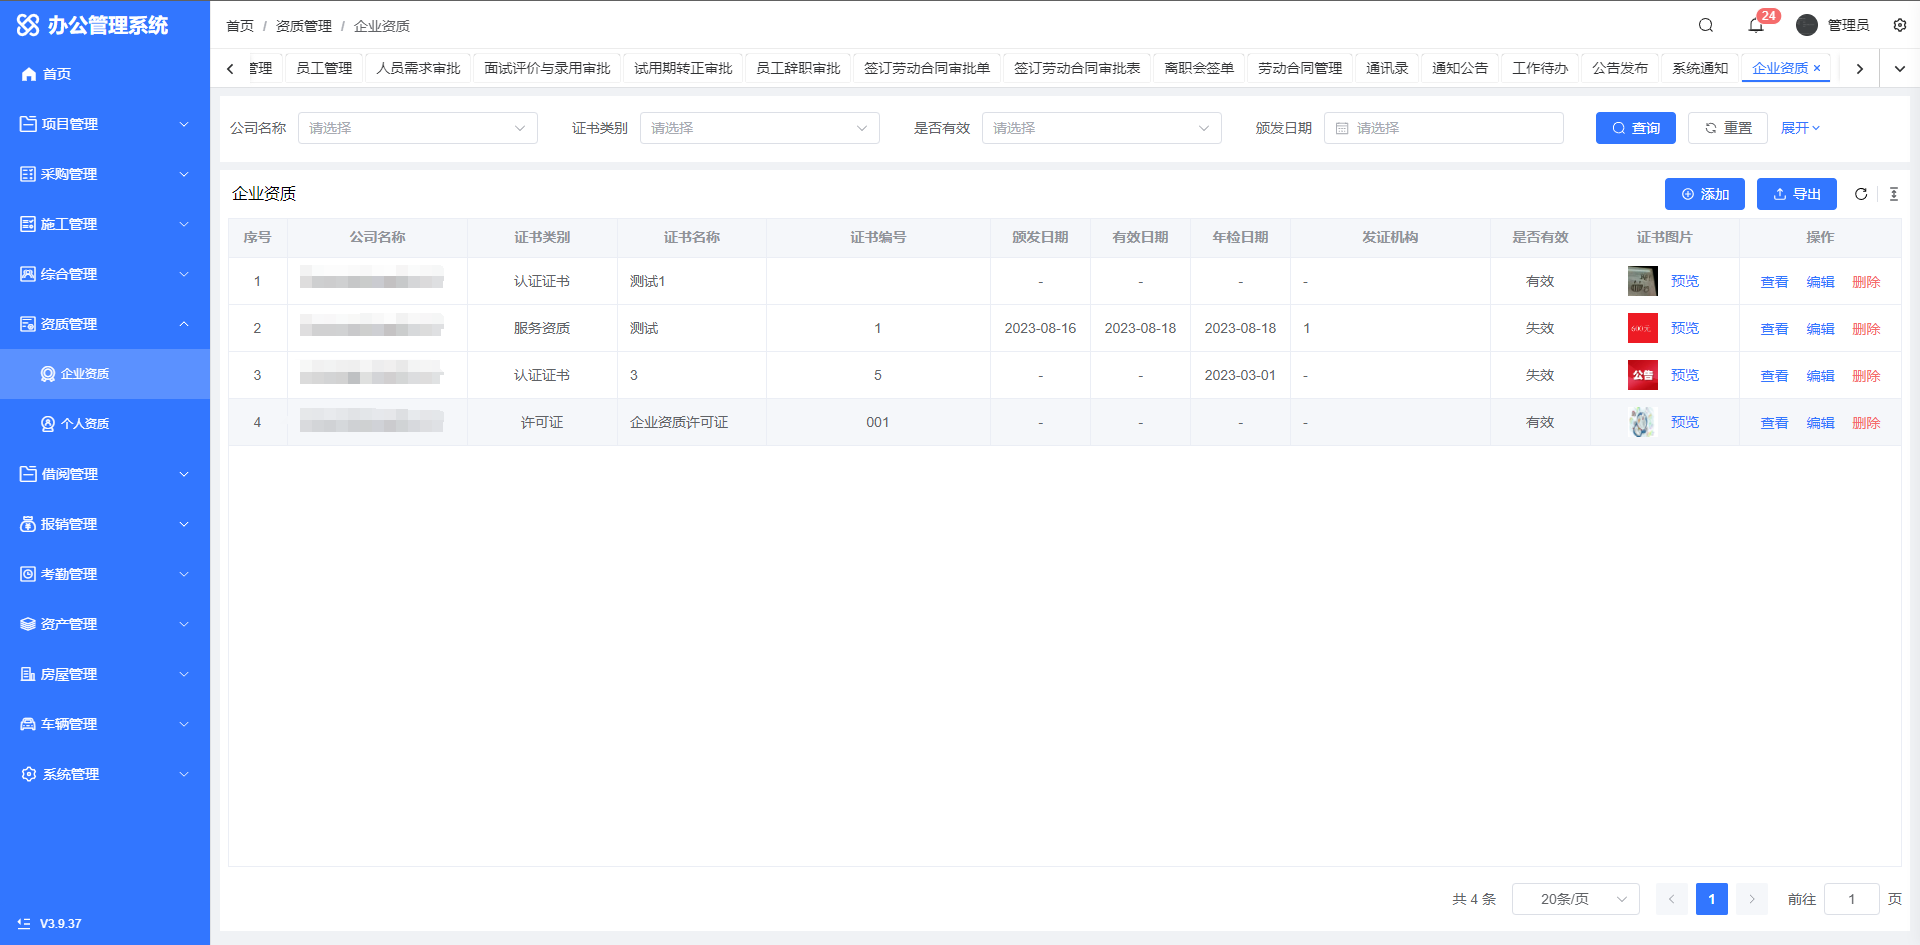 办公管理系统
首页 / 资质管理 / 企业资质
24
管理员
管理 员工管理 人员需求审批 面试评价与录用审批 试用期转正审批 员工辞职审批 签订劳动合同审批单 签订劳动合同审批表 离职会签单 劳动合同管理 通讯录 通知公告 工作待办 公告发布 系统通知 企业资质 ×
首页
项目管理
采购管理
施工管理
综合管理
资质管理
企业资质
个人资质
借阅管理
报销管理
考勤管理
资产管理
房屋管理
车辆管理
系统管理
V3.9.37
公司名称 请选择 证书类别 请选择 是否有效 请选择 颁发日期 请选择 查询 重置 展开
企业资质 添加 导出
序号 公司名称 证书类别 证书名称 证书编号 颁发日期 有效日期 年检日期 发证机构 是否有效 证书图片 操作
1 认证证书 测试1 - - - - 有效 预览 查看 编辑 删除
2 服务资质 测试 1 2023-08-16 2023-08-18 2023-08-18 1 失效 600元 预览 查看 编辑 删除
3 认证证书 3 5 - - 2023-03-01 - 失效 公告 预览 查看 编辑 删除
4 许可证 企业资质许可证 001 - - - - 有效 预览 查看 编辑 删除
共 4 条 20条/页 1 前往 1 页